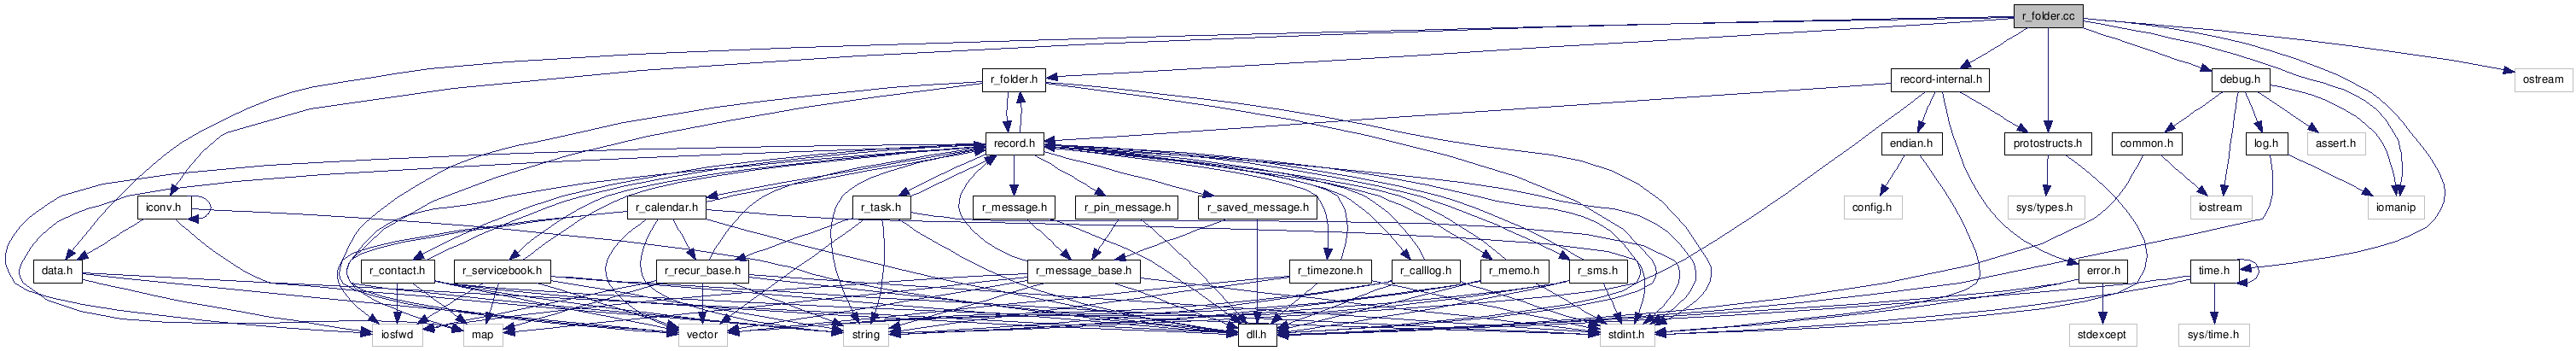 r_folder.cc
r_folder.h
record-internal.h
debug.h
ostream
record.h
endian.h
protostructs.h
common.h
log.h
assert.h
iconv.h
r_calendar.h
r_task.h
r_message.h
r_pin_message.h
r_saved_message.h
config.h
sys/types.h
iostream
iomanip
data.h
r_contact.h
r_servicebook.h
r_recur_base.h
r_message_base.h
r_timezone.h
r_calllog.h
r_memo.h
r_sms.h
error.h
time.h
iosfwd
map
vector
string
dll.h
stdint.h
stdexcept
sys/time.h